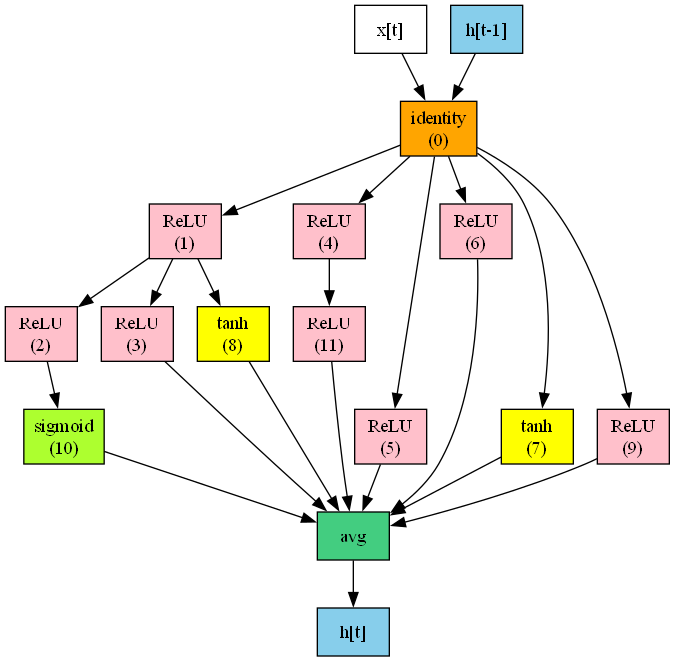 x[t]
h[t-1]
identity
(0)
ReLU
(1)
ReLU
(4)
ReLU
(6)
ReLU
(2)
ReLU
(3)
tanh
(8)
ReLU
(11)
sigmoid
(10)
ReLU
(5)
tanh
(7)
ReLU
(9)
avg
h[t]